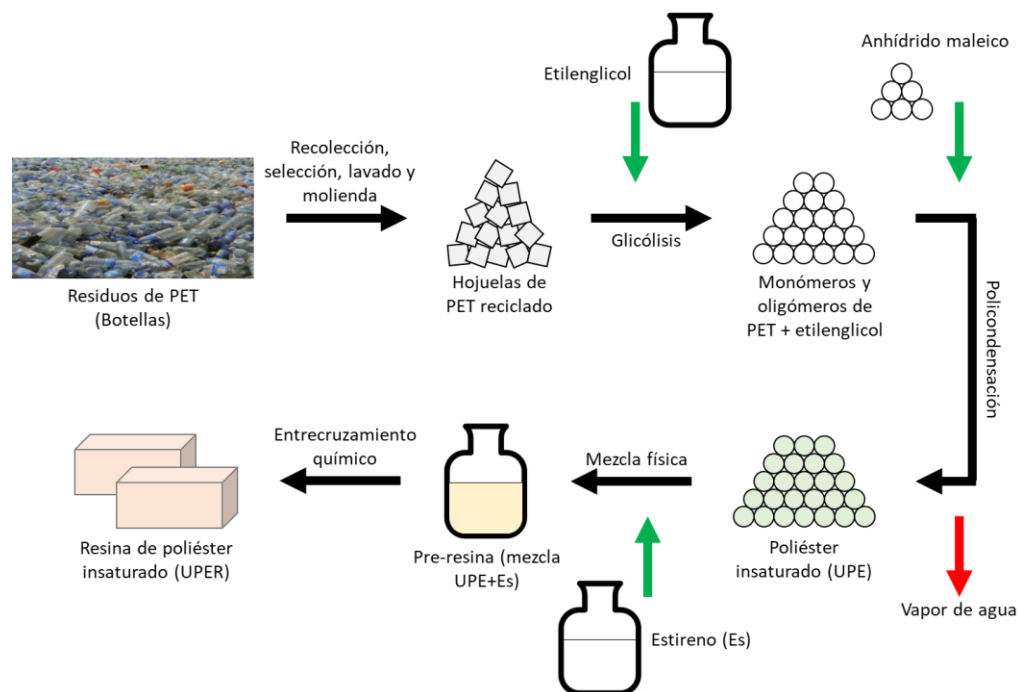 Etilenglicol
Anhídrido maleico
Recolección,
selección, lavado y
molienda
Glicólisis
Residuos de PET
(Botellas)
Hojuelas de
PET reciclado
Monómeros y
oligómeros de
PET + etilenglicol
Policondensación
Entrecruzamiento
químico
Mezcla física
Resina de poliéster
insaturado (UPER)
Pre-resina (mezcla
UPE+Es)
Poliéster
insaturado (UPE)
Vapor de agua
Estireno (Es)